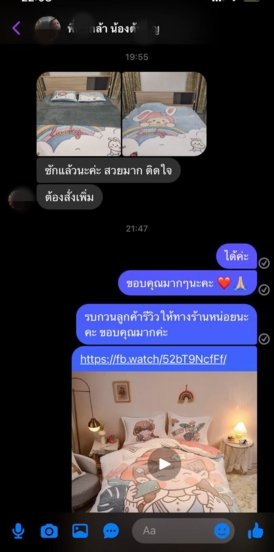 19:55
ซักแล้วนะค่ะ สวยมาก ติดใจ
ต้องสั่งเพิ่ม
21:47
ได้ค่ะ
ขอบคุณมากๆนะคะ ❤️🙏🏻
รบกวนลูกค้ารีวิวให้ทางร้านหน่อยนะ
คะ ขอบคุณมากค่ะ
https://fb.watch/52bT9NcfFf/
Aa